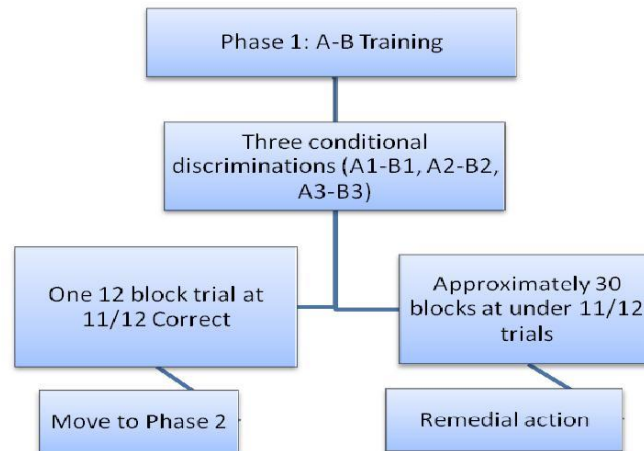 Phase 1: A-B Training
Three conditional
discriminations (A1-B1, A2-B2,
A3-B3)
One 12 block trial at
11/12 Correct
Approximately 30
blocks at under 11/12
trials
Move to Phase 2
Remedial action